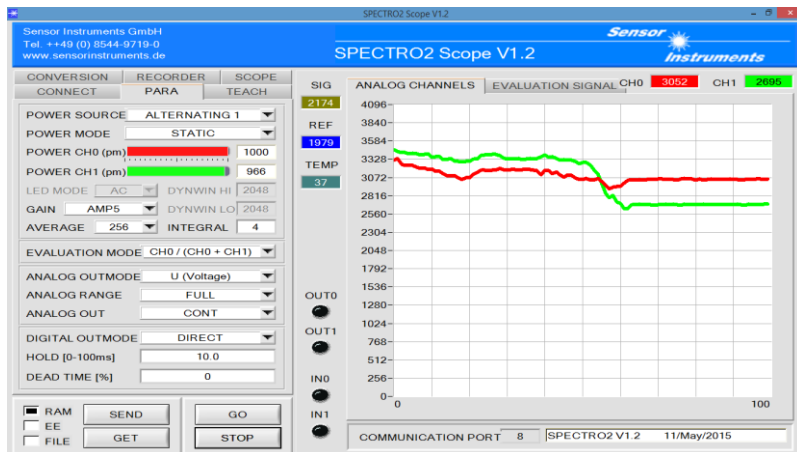 SPECTRO2 Scope V1.2
Sensor Instruments GmbH
Tel. ++49 (0) 8544-9719-0
www.sensorinstruments.de
SPECTRO2 Scope V1.2
Sensor
Instruments
CONVERSION RECORDER SCOPE
CONNECT PARA TEACH
POWER SOURCE ALTERNATING 1
POWER MODE STATIC
POWER CH0 (pm) 1000
POWER CH1 (pm) 966
LED MODE AC DYNWIN HI 2048
GAIN AMP5 DYNWIN LO 2048
AVERAGE 256 INTEGRAL 4
EVALUATION MODE CH0 / (CH0 + CH1)
ANALOG OUTMODE U (Voltage)
ANALOG RANGE FULL
ANALOG OUT CONT
DIGITAL OUTMODE DIRECT
HOLD [0-100ms] 10.0
DEAD TIME [%] 0
RAM
EE
FILE
SEND GO
GET STOP
SIG
2174
REF
1979
TEMP
37
OUT0
OUT1
IN0
IN1
ANALOG CHANNELS EVALUATION SIGNAL CH0 3052 CH1 2695
4096
3840
3584
3328
3072
2816
2560
2304
2048
1792
1536
1280
1024
768
512
256
0
0 100
COMMUNICATION PORT 8 SPECTRO2 V1.2 11/May/2015